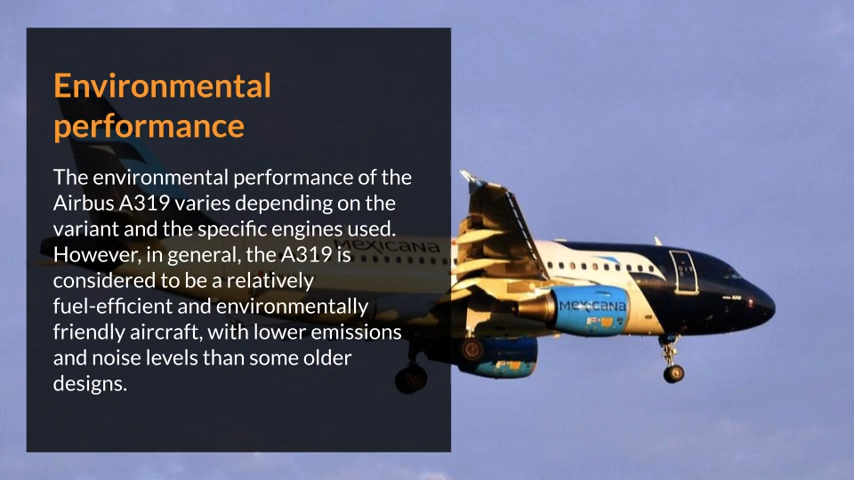 Environmental
performance
The environmental performance of the
Airbus A319 varies depending on the
variant and the specific engines used.
However, in general, the A319 is
considered to be a relatively
fuel-efficient and environmentally
friendly aircraft, with lower emissions
and noise levels than some older
designs.
mexicana
mexicana